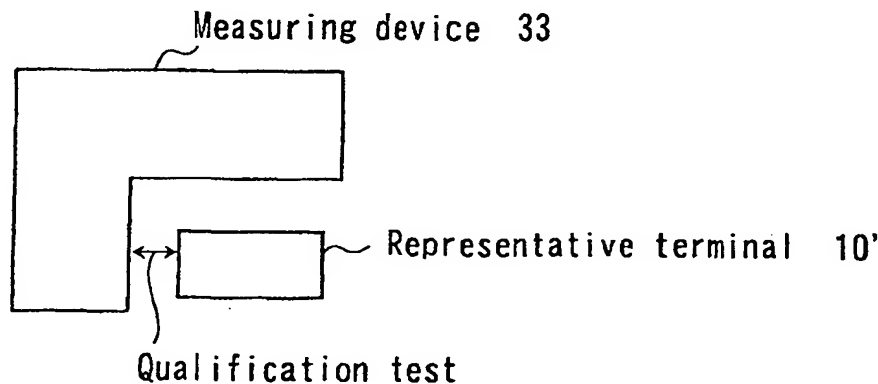 Measuring device 33
Representative terminal 10'
Qualification test